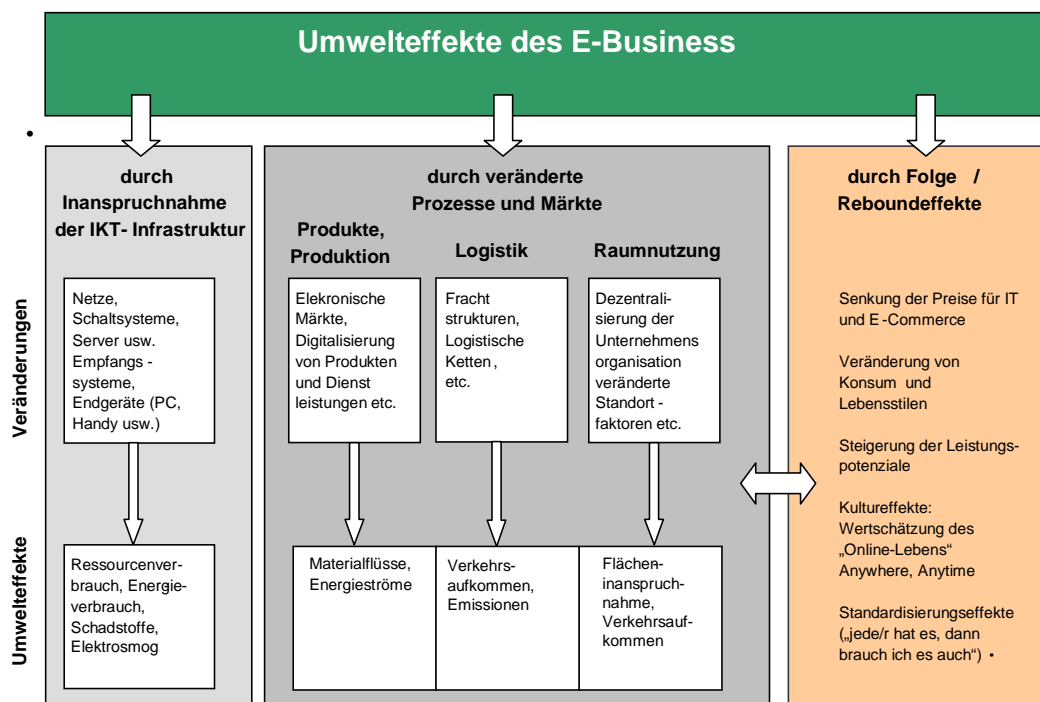 Umwelteffekte des E-Business
•
durch
Inanspruchnahme
der IKT- Infrastruktur
durch veränderte
Prozesse und Märkte
durch Folge /
Reboundeffekte
Produkte,
Produktion
Logistik
Raumnutzung
Veränderungen
Netze,
Schaltsysteme,
Server usw.
Empfangs -
systeme,
Endgeräte (PC,
Handy usw.)
Elekronische
Märkte,
Digitalisierung
von Produkten
und Dienst
leistungen etc.
Fracht
strukturen,
Logistische
Ketten,
etc.
Dezentrali-
sierung der
Unternehmens
organisation
veränderte
Standort -
faktoren etc.
Umwelteffekte
Ressourcenver-
brauch, Energie-
verbrauch,
Schadstoffe,
Elektrosmog
Materialflüsse,
Energieströme
Verkehrs-
aufkommen,
Emissionen
Flächen-
inanspruch-
nahme,
Verkehrsauf-
kommen
Senkung der Preise für IT
und E -Commerce
Veränderung von
Konsum und
Lebensstilen
Steigerung der Leistungs-
potenziale
Kultureffekte:
Wertschätzung des
„Online-Lebens“
Anywhere, Anytime
Standardisierungseffekte
(„jede/r hat es, dann
brauch ich es auch“) •